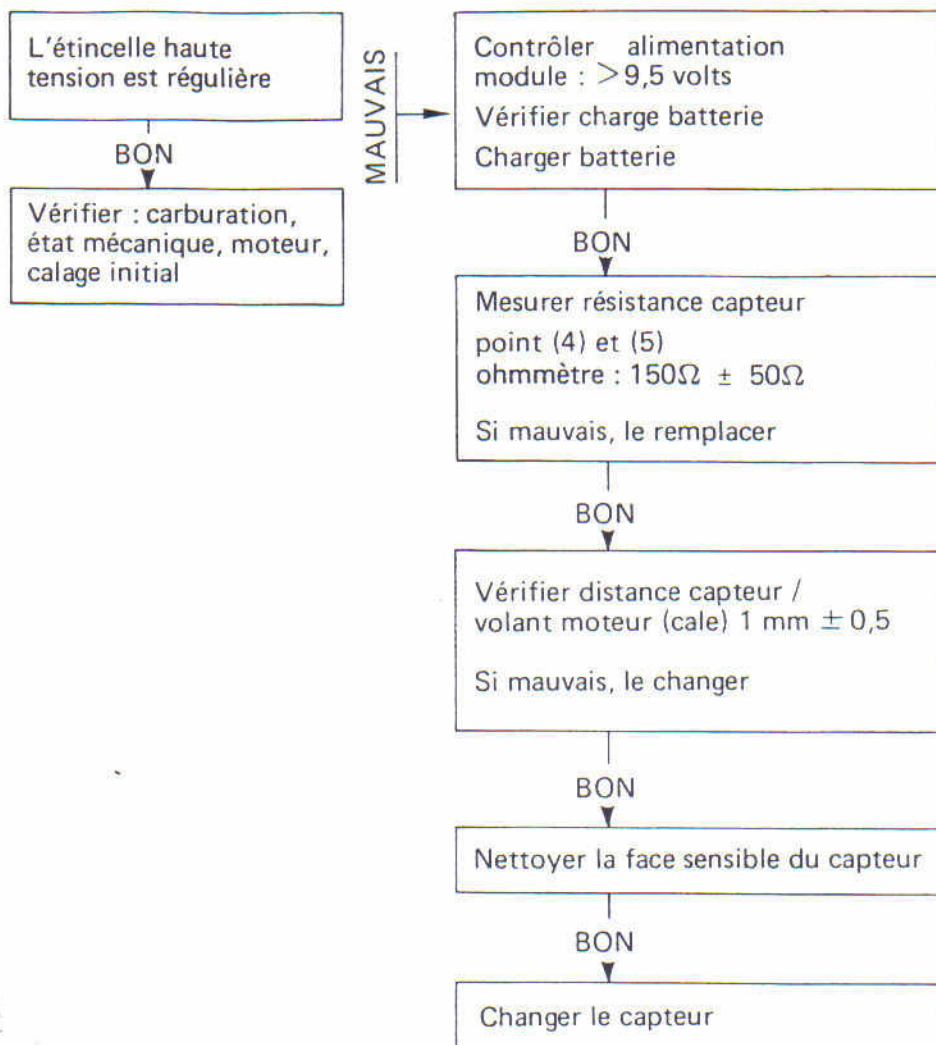 L'étincelle haute
tension est régulière
BON
Vérifier : carburation,
état mécanique, moteur,
calage initial
MAUVAIS
Contrôler alimentation
module : >9,5 volts
Vérifier charge batterie
Charger batterie
BON
Mesurer résistance capteur
point (4) et (5)
ohmmètre : 150Ω ± 50Ω
Si mauvais, le remplacer
BON
Vérifier distance capteur /
volant moteur (cale) 1 mm ± 0,5
Si mauvais, le changer
BON
Nettoyer la face sensible du capteur
BON
Changer le capteur